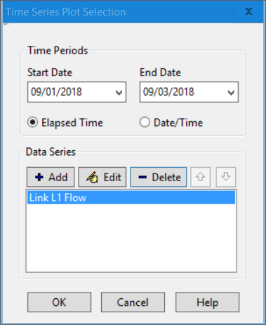 Time Series Plot Selection X
Time Periods
Start Date End Date
09/01/2018 09/03/2018
Elapsed Time Date/Time
Data Series
Add Edit Delete
Link L1 Flow
OK Cancel Help